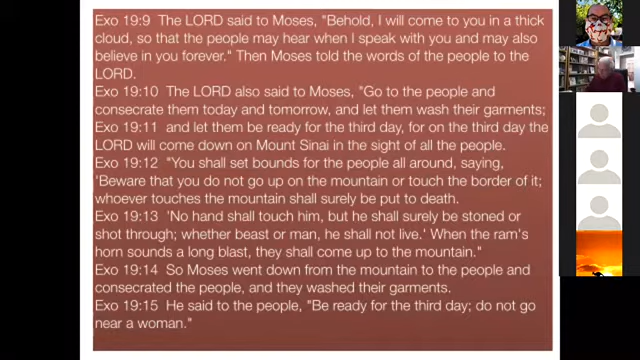 Exo 19:9  The LORD said to Moses, "Behold, I will come to you in a thick
cloud, so that the people may hear when I speak with you and may also
believe in you forever." Then Moses told the words of the people to the
LORD.
Exo 19:10  The LORD also said to Moses, "Go to the people and
consecrate them today and tomorrow, and let them wash their garments;
Exo 19:11  and let them be ready for the third day, for on the third day the
LORD will come down on Mount Sinai in the sight of all the people.
Exo 19:12  "You shall set bounds for the people all around, saying,
'Beware that you do not go up on the mountain or touch the border of it;
whoever touches the mountain shall surely be put to death.
Exo 19:13  'No hand shall touch him, but he shall surely be stoned or
shot through; whether beast or man, he shall not live.' When the ram's
horn sounds a long blast, they shall come up to the mountain."
Exo 19:14  So Moses went down from the mountain to the people and
consecrated the people, and they washed their garments.
Exo 19:15  He said to the people, "Be ready for the third day; do not go
near a woman."